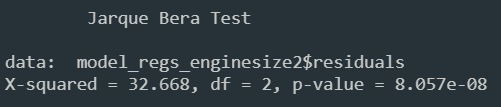 Jarque Bera Test
data: model_regs_enginesize2$residuals
X-squared = 32.668, df = 2, p-value = 8.057e-08